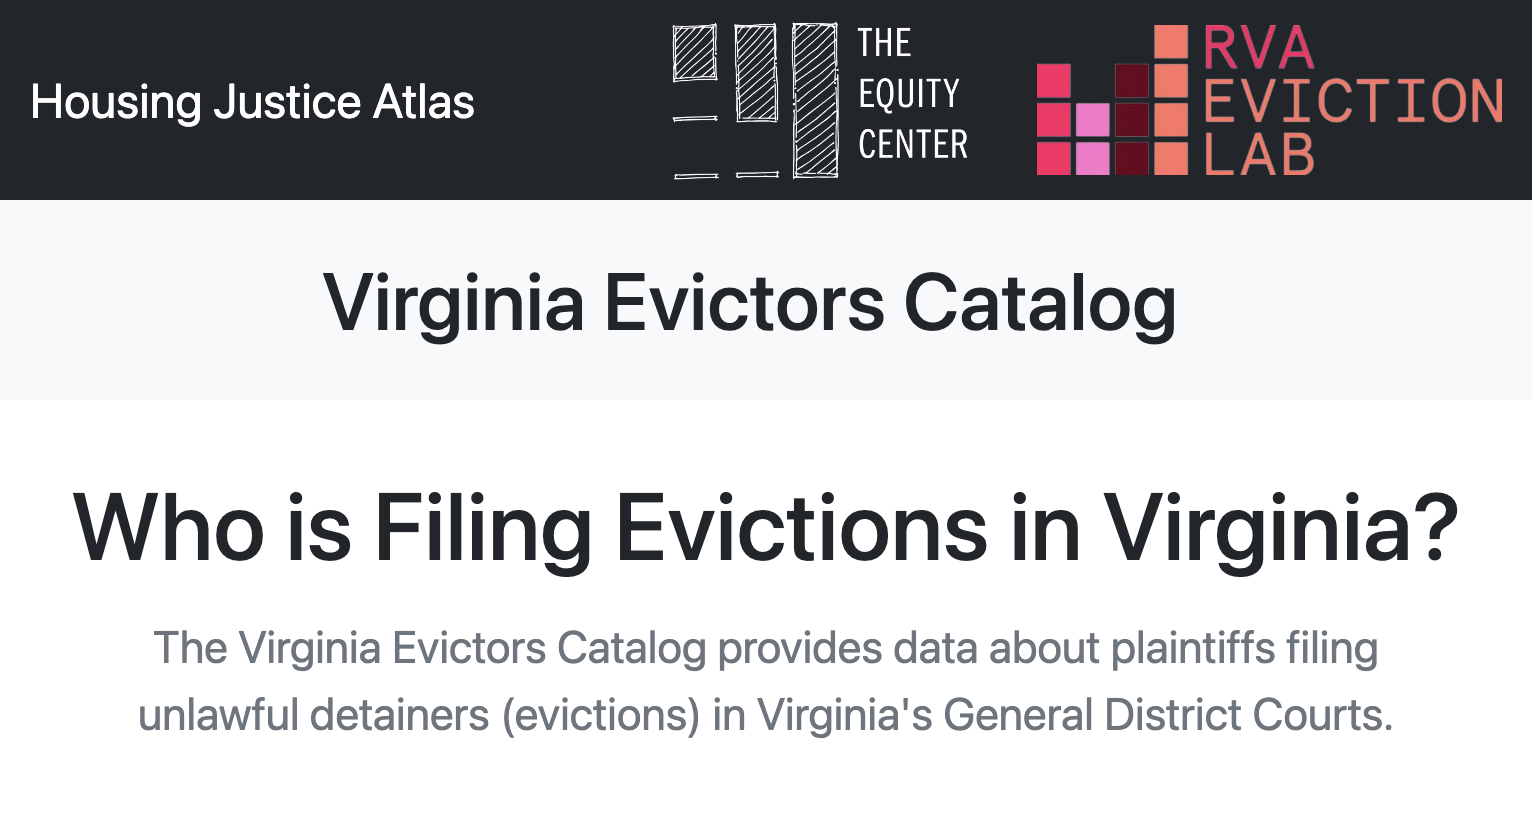 Housing Justice Atlas
THE
EQUITY
CENTER
RVA
EVICTION
LAB
Virginia Evictors Catalog
Who is Filing Evictions in Virginia?
The Virginia Evictors Catalog provides data about plaintiffs filing
unlawful detainers (evictions) in Virginia's General District Courts.